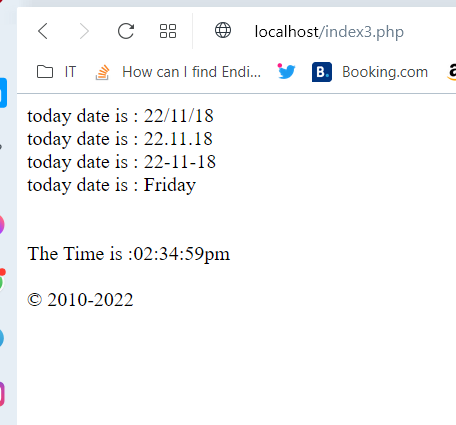 localhost/index3.php
IT How can I find Endi... B. Booking.com
today date is : 22/11/18
today date is : 22.11.18
today date is : 22-11-18
today date is : Friday
The Time is :02:34:59pm
© 2010-2022